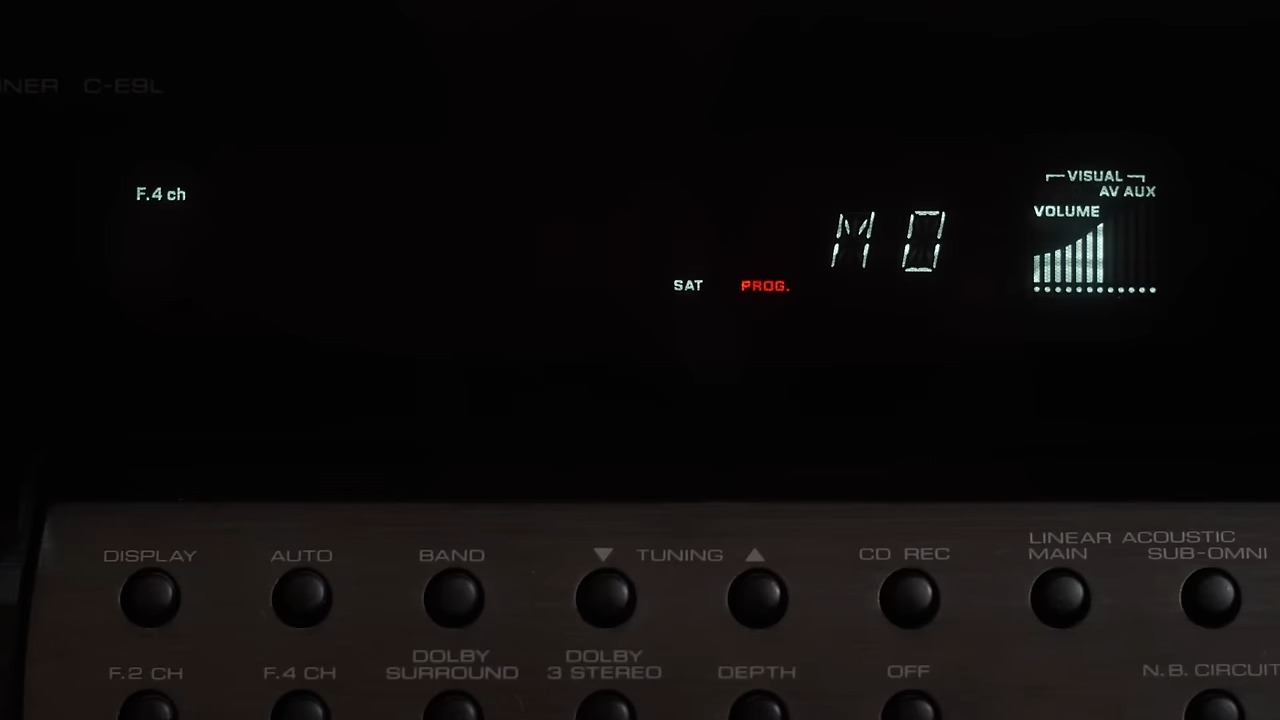 C-E9L
F.4 ch
VISUAL
AV AUX
VOLUME
M 0
SAT PROG.
LINEAR ACOUSTIC
DISPLAY AUTO BAND ▼ TUNING ▲ CD REC MAIN SUB-OMNI
DOLBY DOLBY
F.2 CH F.4 CH SURROUND 3 STEREO DEPTH OFF N.B. CIRCUIT